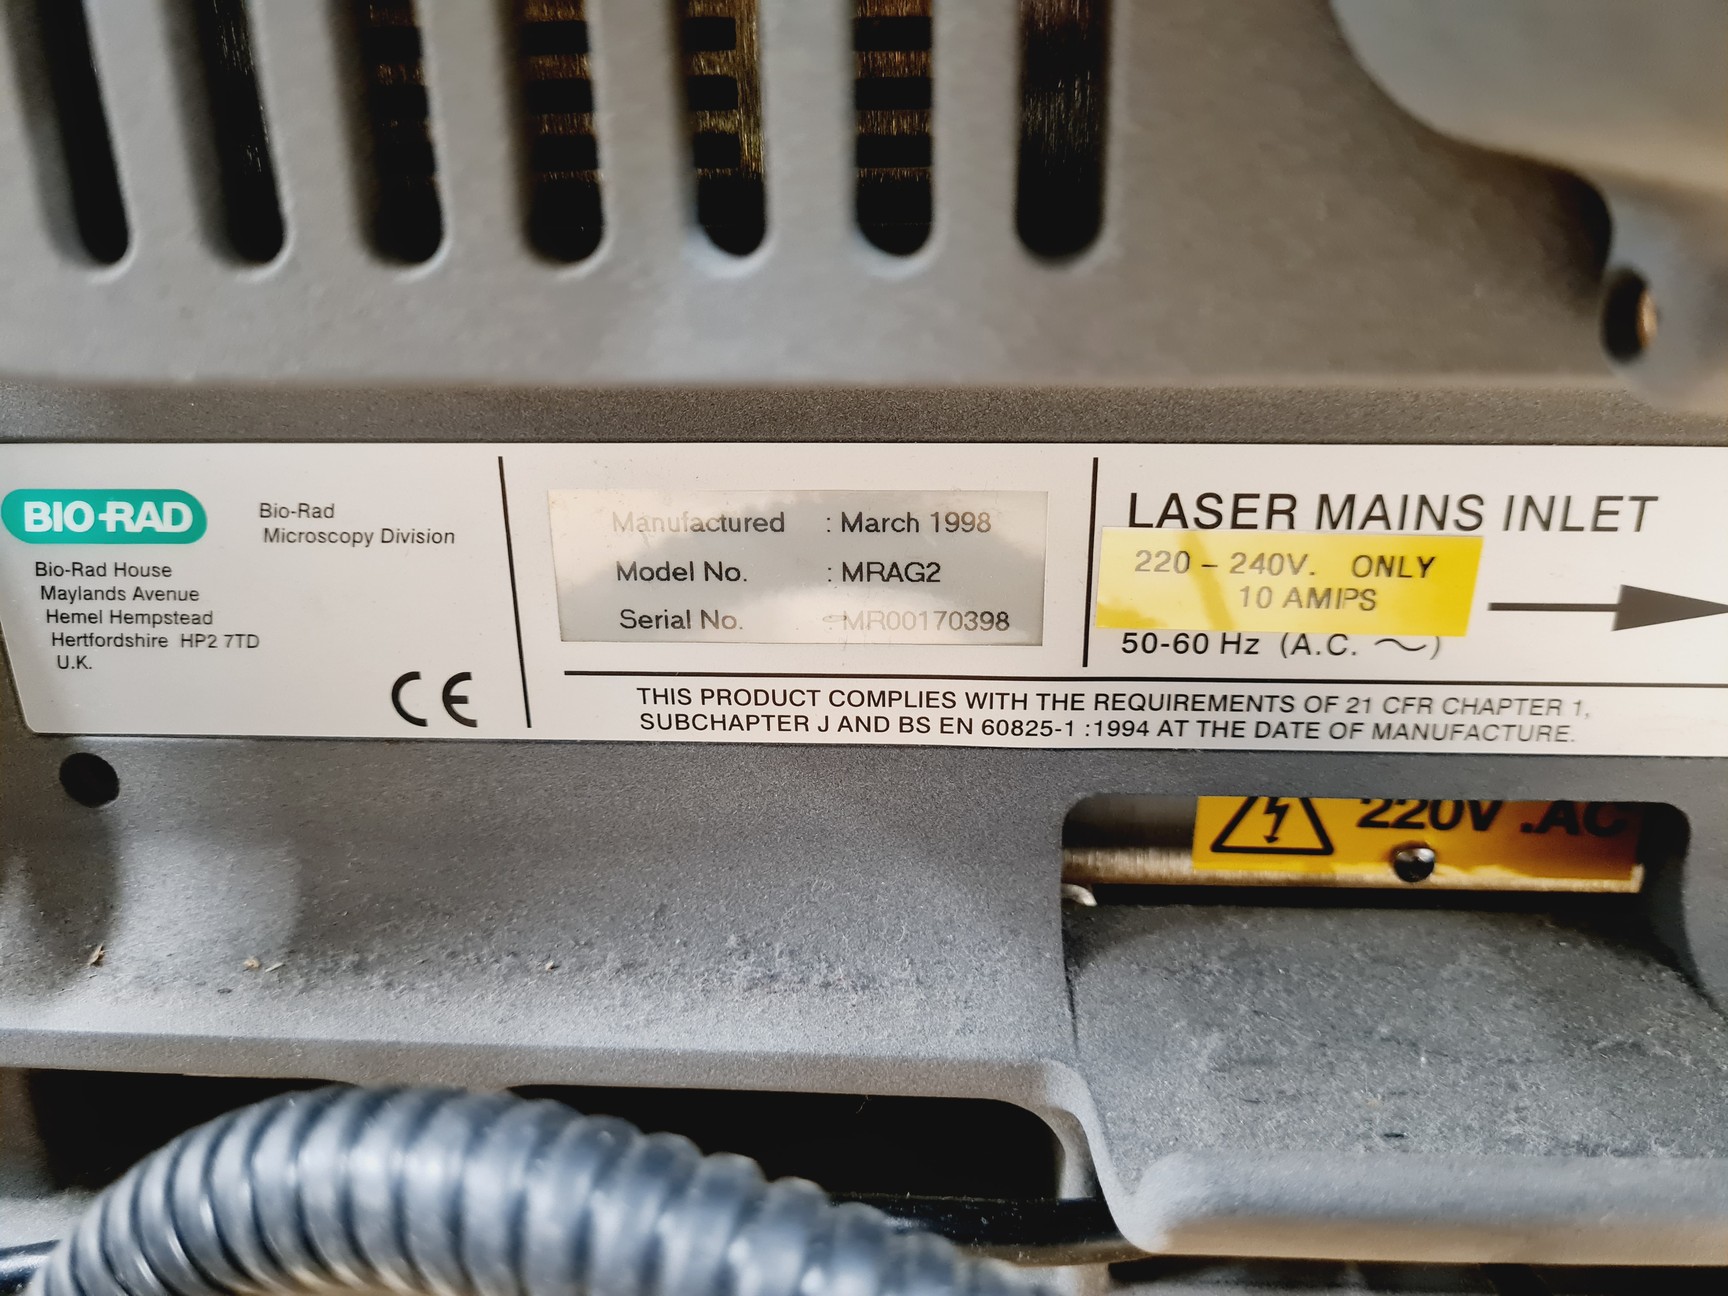 BIO-RAD
Bio-Rad
Microscopy Division
Bio-Rad House
Maylands Avenue
Hemel Hempstead
Hertfordshire HP2 7TD
U.K.
CE
Manufactured : March 1998
Model No. : MRAG2
Serial No. : MR00170398
LASER MAINS INLET
220 - 240V. ONLY
10 AMPS
50-60 Hz (A.C. ~)
THIS PRODUCT COMPLIES WITH THE REQUIREMENTS OF 21 CFR CHAPTER 1,
SUBCHAPTER J AND BS EN 60825-1 :1994 AT THE DATE OF MANUFACTURE.
220V .AC